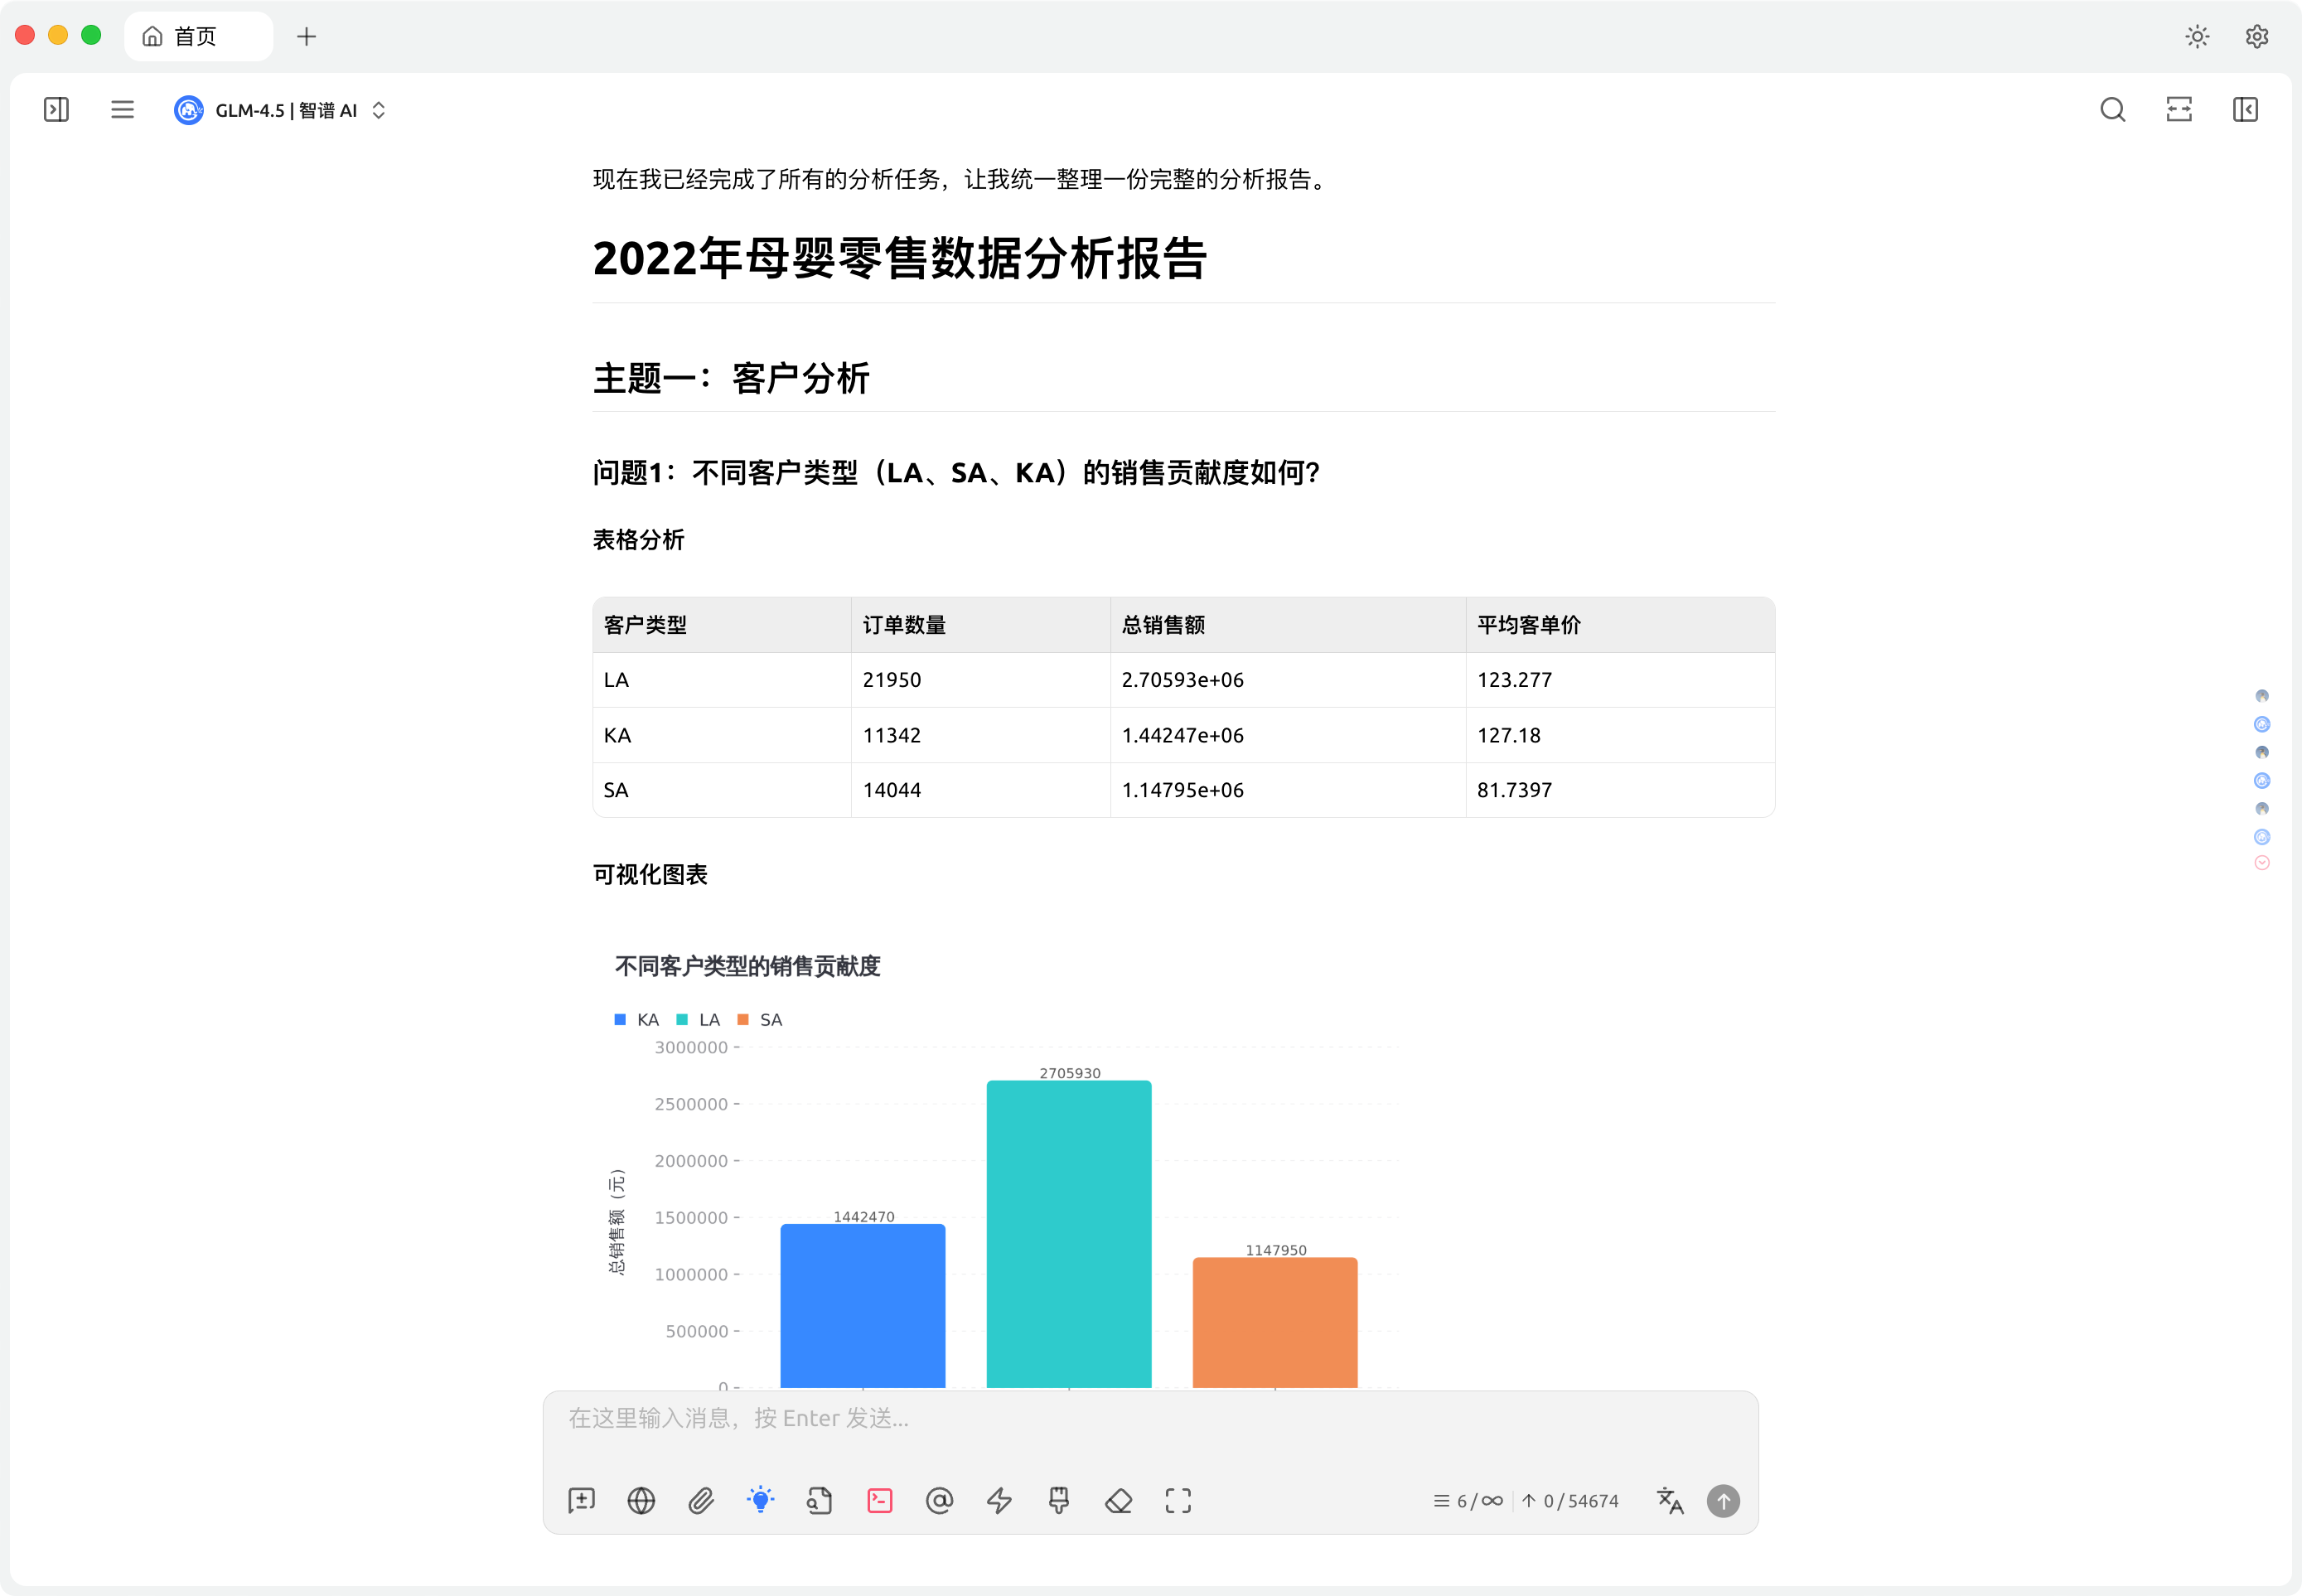 首页
GLM-4.5 | 智谱 AI
现在我已经完成了所有的分析任务，让我统一整理一份完整的分析报告。
2022年母婴零售数据分析报告
主题一：客户分析
问题1：不同客户类型（LA、SA、KA）的销售贡献度如何？
表格分析
客户类型 订单数量 总销售额 平均客单价
LA 21950 2.70593e+06 123.277
KA 11342 1.44247e+06 127.18
SA 14044 1.14795e+06 81.7397
可视化图表
不同客户类型的销售贡献度
KA LA SA
3000000
2705930
2500000
2000000
总销售额（元）
1500000
1442470
1147950
1000000
500000
0
在这里输入消息，按 Enter 发送...
6/∞ ↑ 0/54674